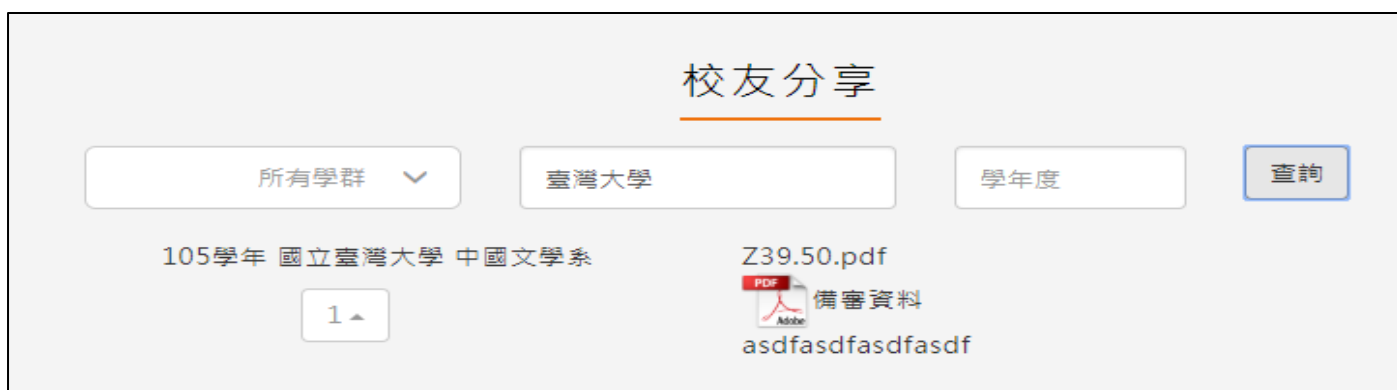 校友分享
所有學群
臺灣大學
學年度
查詢
105學年 國立臺灣大學 中國文學系
Z39.50.pdf
PDF
Adobe
備審資料
asdfasdfasdfasdf
1